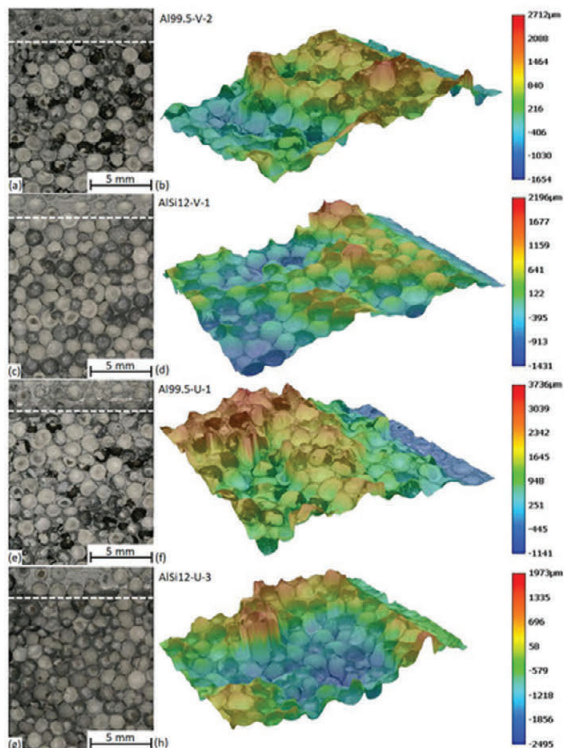 Al99.5-V-2
(a)
5 mm
(b)
2712μm
2088
1464
840
216
-406
-1030
-1654
AlSi12-V-1
(c)
5 mm
(d)
2196μm
1677
1159
641
122
-395
-913
-1431
Al99.5-U-1
(e)
5 mm
(f)
3736μm
3039
2342
1645
948
251
-445
-1141
AlSi12-U-3
(g)
5 mm
(h)
1973μm
1335
696
58
-579
-1218
-1856
-2495